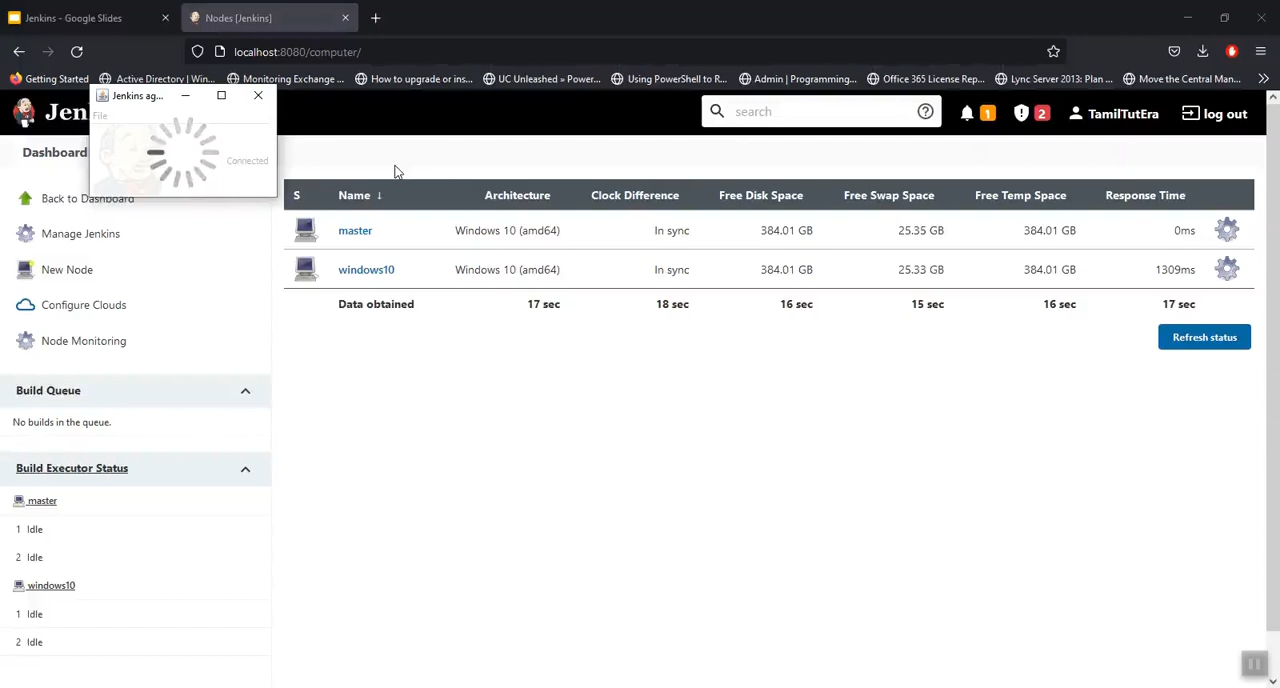 Jenkins - Google Slides
Nodes [Jenkins]
localhost:8080/computer/
Getting Started
Active Directory | Win...
Monitoring Exchange ...
How to upgrade or ins...
UC Unleashed » Power...
Using PowerShell to R...
Admin | Programming...
Office 365 License Rep...
Lync Server 2013: Plan ...
Move the Central Man...
Jenkins ag...
File
Connected
Jen
search
1
2
TamilTutEra
log out
Dashboard
Back to Dashboard
Manage Jenkins
New Node
Configure Clouds
Node Monitoring
Build Queue
No builds in the queue.
Build Executor Status
master
1 Idle
2 Idle
windows10
1 Idle
2 Idle
S Name ↓ Architecture Clock Difference Free Disk Space Free Swap Space Free Temp Space Response Time
master Windows 10 (amd64) In sync 384.01 GB 25.35 GB 384.01 GB 0ms
windows10 Windows 10 (amd64) In sync 384.01 GB 25.33 GB 384.01 GB 1309ms
Data obtained 17 sec 18 sec 16 sec 15 sec 16 sec 17 sec
Refresh status